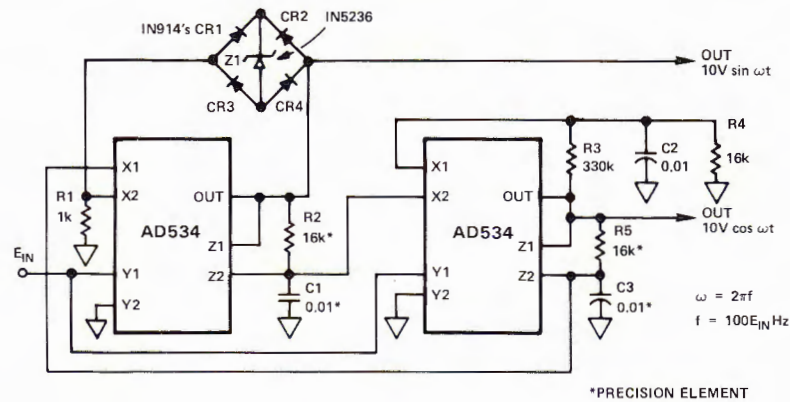 IN914's CR1
CR2
IN5236
Z1
CR3
CR4
OUT
10V sin ωt
X1
X2
R1
1k
AD534
OUT
Z1
Z2
Y1
Y2
E_IN
R2
16k*
C1
0.01*
X1
X2
AD534
OUT
Z1
Z2
Y1
Y2
R3
330k
C2
0.01
R4
16k
OUT
10V cos ωt
R5
16k*
C3
0.01*
ω = 2πf
f = 100E_IN Hz
*PRECISION ELEMENT